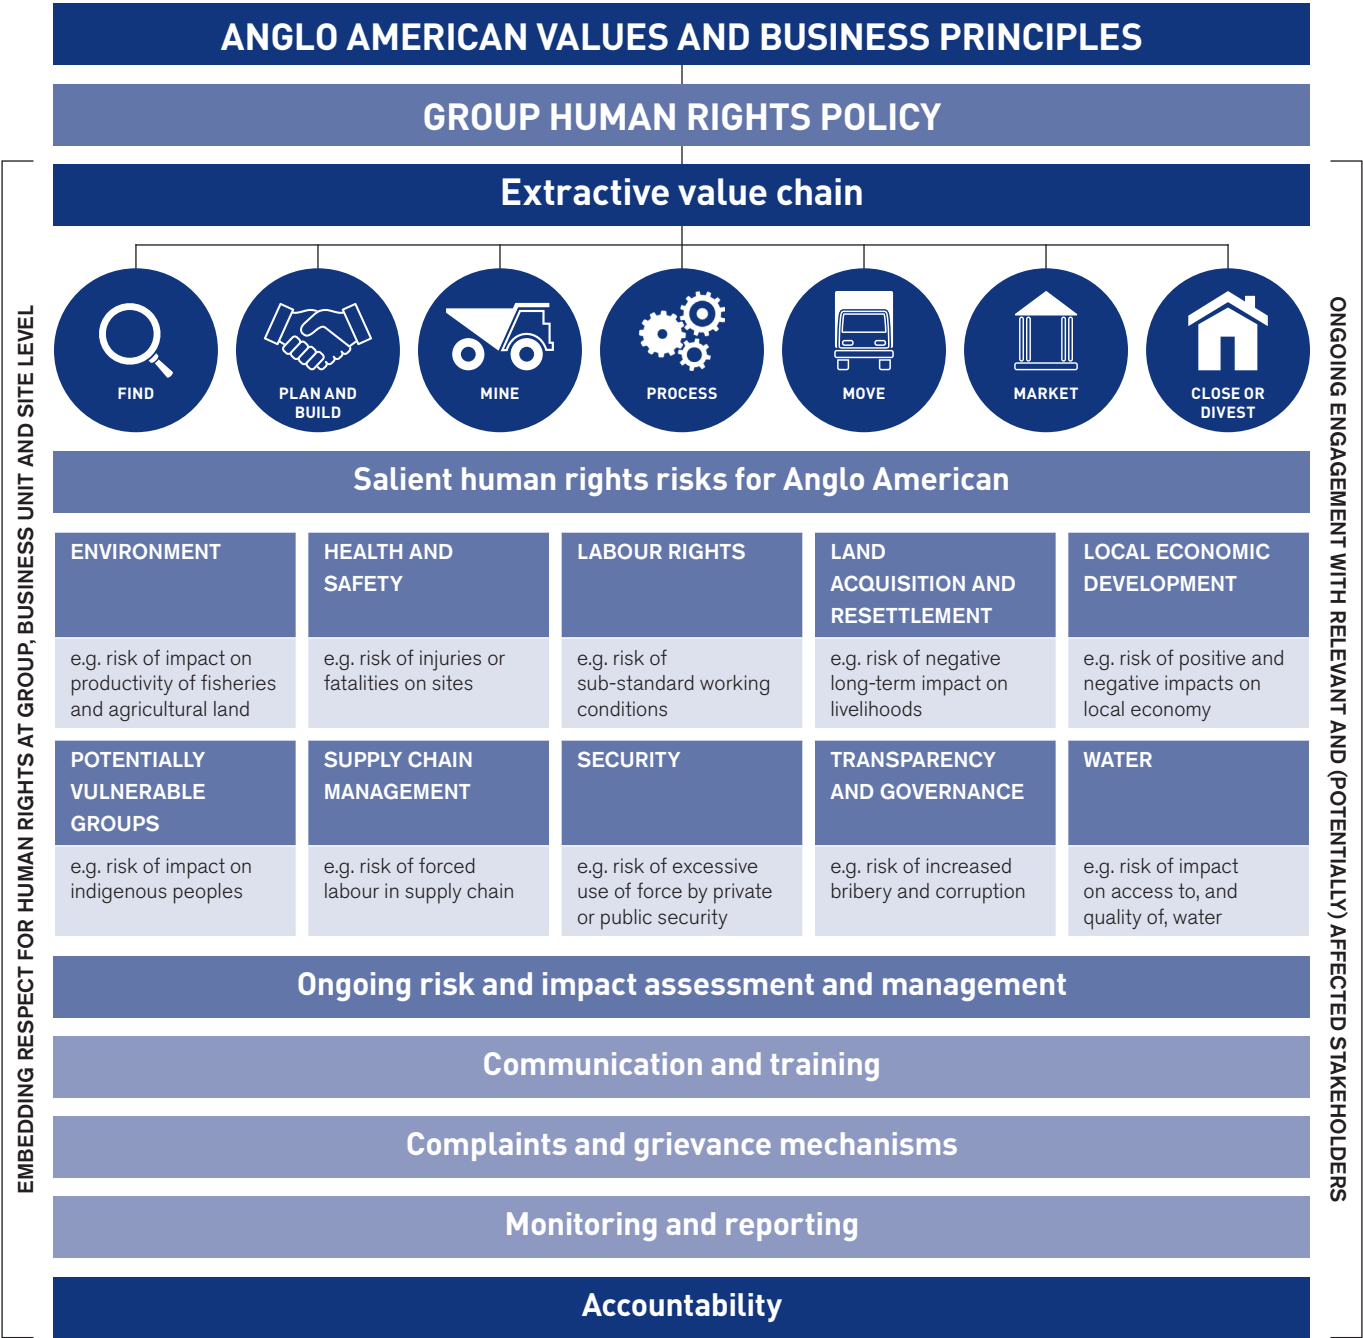 ANGLO AMERICAN VALUES AND BUSINESS PRINCIPLES
GROUP HUMAN RIGHTS POLICY
EMBEDDING RESPECT FOR HUMAN RIGHTS AT GROUP, BUSINESS UNIT AND SITE LEVEL
Extractive value chain
FIND
PLAN AND
BUILD
MINE
PROCESS
MOVE
MARKET
CLOSE OR
DIVEST
Salient human rights risks for Anglo American
ENVIRONMENT
e.g. risk of impact on
productivity of fisheries
and agricultural land
HEALTH AND
SAFETY
e.g. risk of injuries or
fatalities on sites
LABOUR RIGHTS
e.g. risk of
sub-standard working
conditions
LAND
ACQUISITION AND
RESETTLEMENT
e.g. risk of negative
long-term impact on
livelihoods
LOCAL ECONOMIC
DEVELOPMENT
e.g. risk of positive and
negative impacts on
local economy
POTENTIALLY
VULNERABLE
GROUPS
e.g. risk of impact on
indigenous peoples
SUPPLY CHAIN
MANAGEMENT
e.g. risk of forced
labour in supply chain
SECURITY
e.g. risk of excessive
use of force by private
or public security
TRANSPARENCY
AND GOVERNANCE
e.g. risk of increased
bribery and corruption
WATER
e.g. risk of impact
on access to, and
quality of, water
Ongoing risk and impact assessment and management
Communication and training
Complaints and grievance mechanisms
Monitoring and reporting
Accountability
ONGOING ENGAGEMENT WITH RELEVANT AND (POTENTIALLY) AFFECTED STAKEHOLDERS